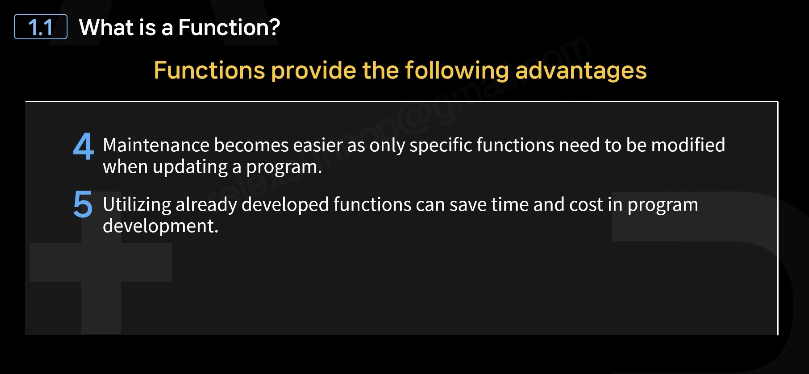 1.1 What is a Function?
Functions provide the following advantages
4 Maintenance becomes easier as only specific functions need to be modified
when updating a program.
5 Utilizing already developed functions can save time and cost in program
development.